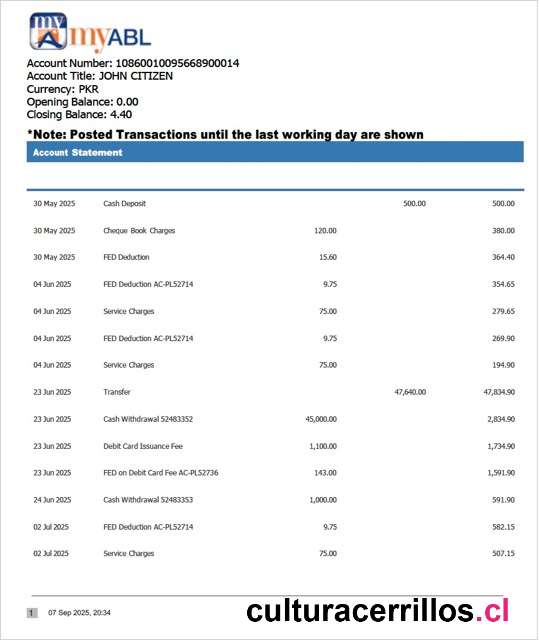 my
myABL
Account Number: 10860010095668900014
Account Title: JOHN CITIZEN
Currency: PKR
Opening Balance: 0.00
Closing Balance: 4.40
*Note: Posted Transactions until the last working day are shown
Account Statement
30 May 2025 Cash Deposit 500.00 500.00
30 May 2025 Cheque Book Charges 120.00 380.00
30 May 2025 FED Deduction 15.60 364.40
04 Jun 2025 FED Deduction AC-PL52714 9.75 354.65
04 Jun 2025 Service Charges 75.00 279.65
04 Jun 2025 FED Deduction AC-PL52714 9.75 269.90
04 Jun 2025 Service Charges 75.00 194.90
23 Jun 2025 Transfer 47,640.00 47,834.90
23 Jun 2025 Cash Withdrawal 52483352 45,000.00 2,834.90
23 Jun 2025 Debit Card Issuance Fee 1,100.00 1,734.90
23 Jun 2025 FED on Debit Card Fee AC-PL52736 143.00 1,591.90
24 Jun 2025 Cash Withdrawal 52483353 1,000.00 591.90
02 Jul 2025 FED Deduction AC-PL52714 9.75 582.15
02 Jul 2025 Service Charges 75.00 507.15
1 07 Sep 2025, 20:34
culturacerrillos.cl